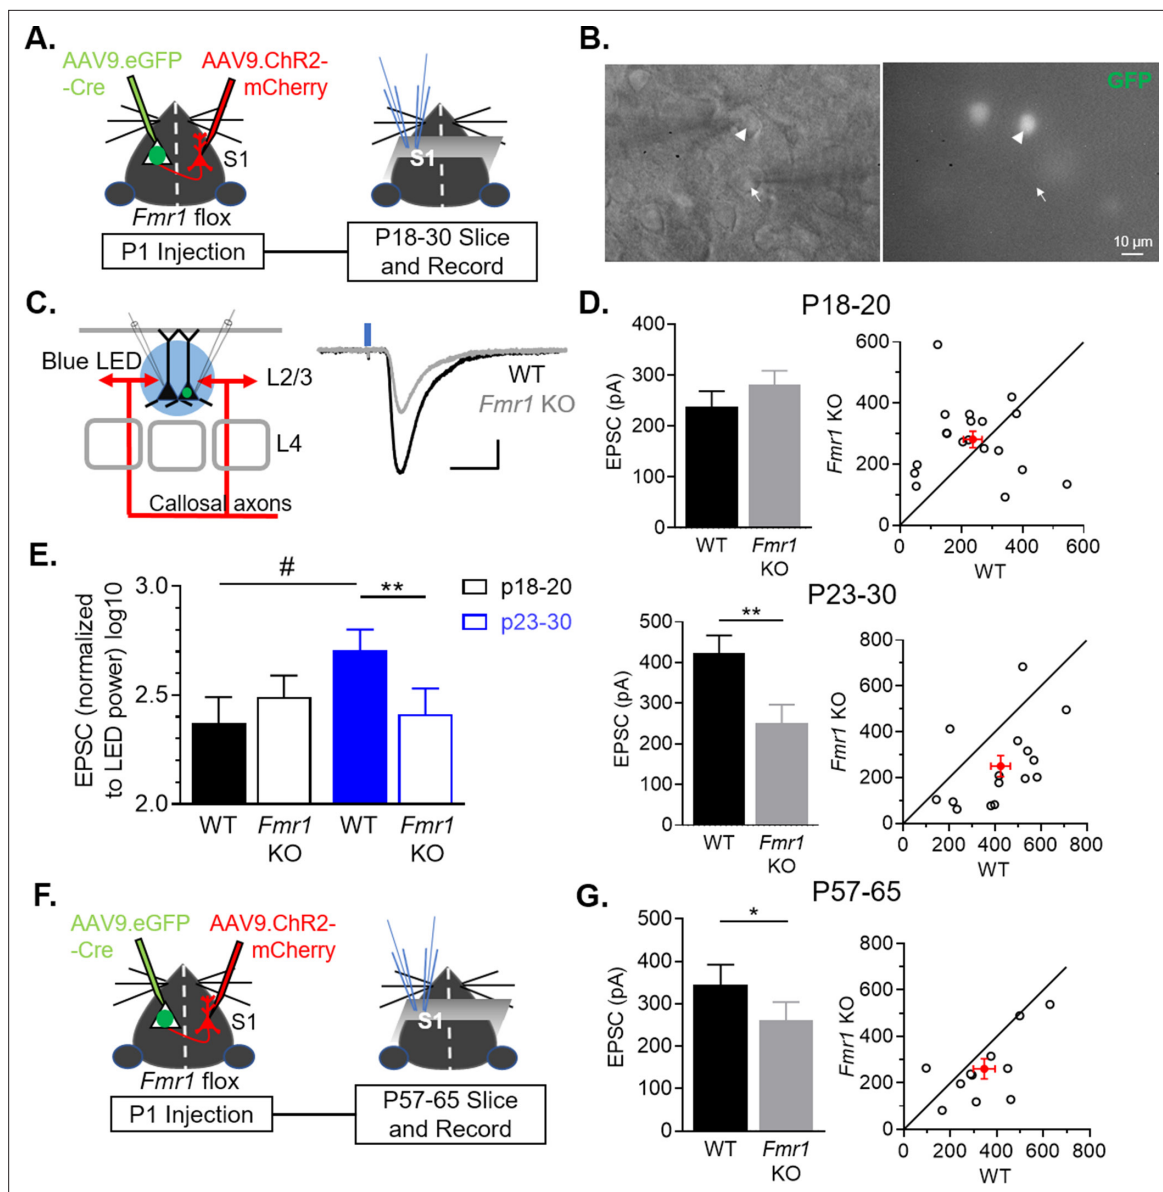 A.
AAV9.eGFP
-Cre
AAV9.ChR2-
mCherry
S1
S1
Fmr1 flox
P1 Injection
P18-30 Slice
and Record
B.
GFP
10 µm
C.
Blue LED
L2/3
L4
Callosal axons
WT
Fmr1 KO
D.
P18-20
EPSC (pA)
400
300
200
100
0
WT
Fmr1
KO
Fmr1 KO
600
400
200
0
0
200
400
600
WT
P23-30
EPSC (pA)
500
400
300
200
100
0
**
WT
Fmr1
KO
Fmr1 KO
800
600
400
200
0
0
200
400
600
800
WT
E.
EPSC (normalized
to LED power) log10
3.0
2.5
2.0
#
**
p18-20
p23-30
WT
Fmr1
KO
WT
Fmr1
KO
F.
AAV9.eGFP
-Cre
AAV9.ChR2-
mCherry
S1
S1
Fmr1 flox
P1 Injection
P57-65 Slice
and Record
G.
P57-65
EPSC (pA)
500
400
300
200
100
0
*
WT
Fmr1
KO
Fmr1 KO
800
600
400
200
0
0
200
400
600
800
WT